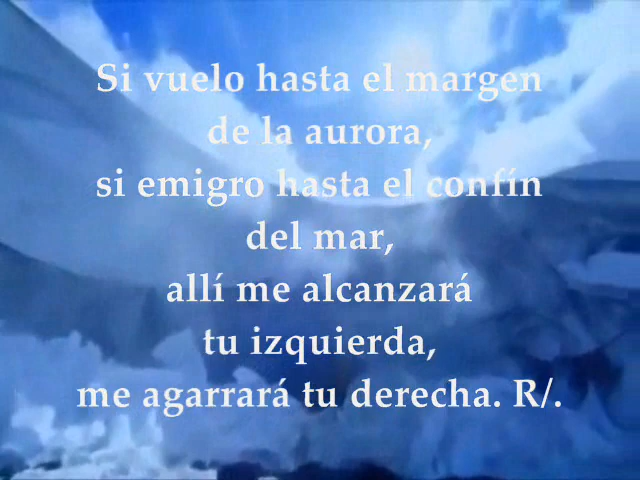 Si vuelo hasta el margen
de la aurora,
si emigro hasta el confín
del mar,
allí me alcanzará
tu izquierda,
me agarrará tu derecha. R/.